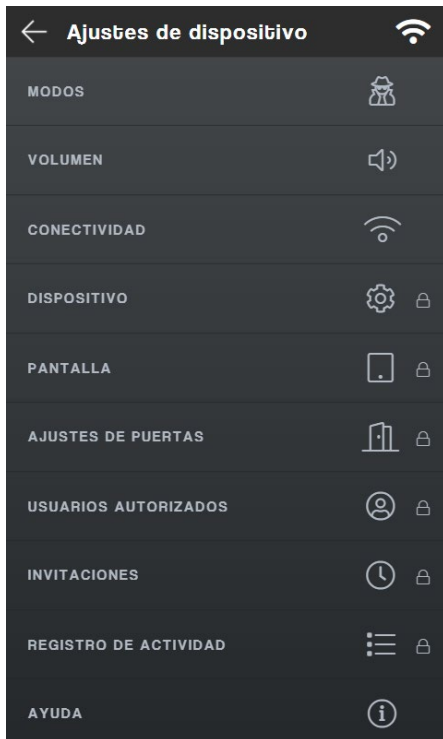 Ajustes de dispositivo
MODOS
VOLUMEN
CONECTIVIDAD
DISPOSITIVO
PANTALLA
AJUSTES DE PUERTAS
USUARIOS AUTORIZADOS
INVITACIONES
REGISTRO DE ACTIVIDAD
AYUDA